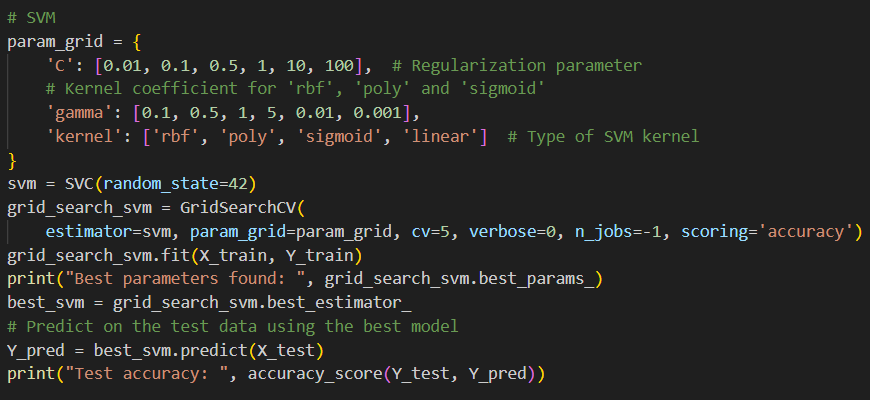 # SVM
param_grid = {
    'C': [0.01, 0.1, 0.5, 1, 10, 100],  # Regularization parameter
    # Kernel coefficient for 'rbf', 'poly' and 'sigmoid'
    'gamma': [0.1, 0.5, 1, 5, 0.01, 0.001],
    'kernel': ['rbf', 'poly', 'sigmoid', 'linear']  # Type of SVM kernel
}
svm = SVC(random_state=42)
grid_search_svm = GridSearchCV(
    estimator=svm, param_grid=param_grid, cv=5, verbose=0, n_jobs=-1, scoring='accuracy')
grid_search_svm.fit(X_train, Y_train)
print("Best parameters found: ", grid_search_svm.best_params_)
best_svm = grid_search_svm.best_estimator_
# Predict on the test data using the best model
Y_pred = best_svm.predict(X_test)
print("Test accuracy: ", accuracy_score(Y_test, Y_pred))